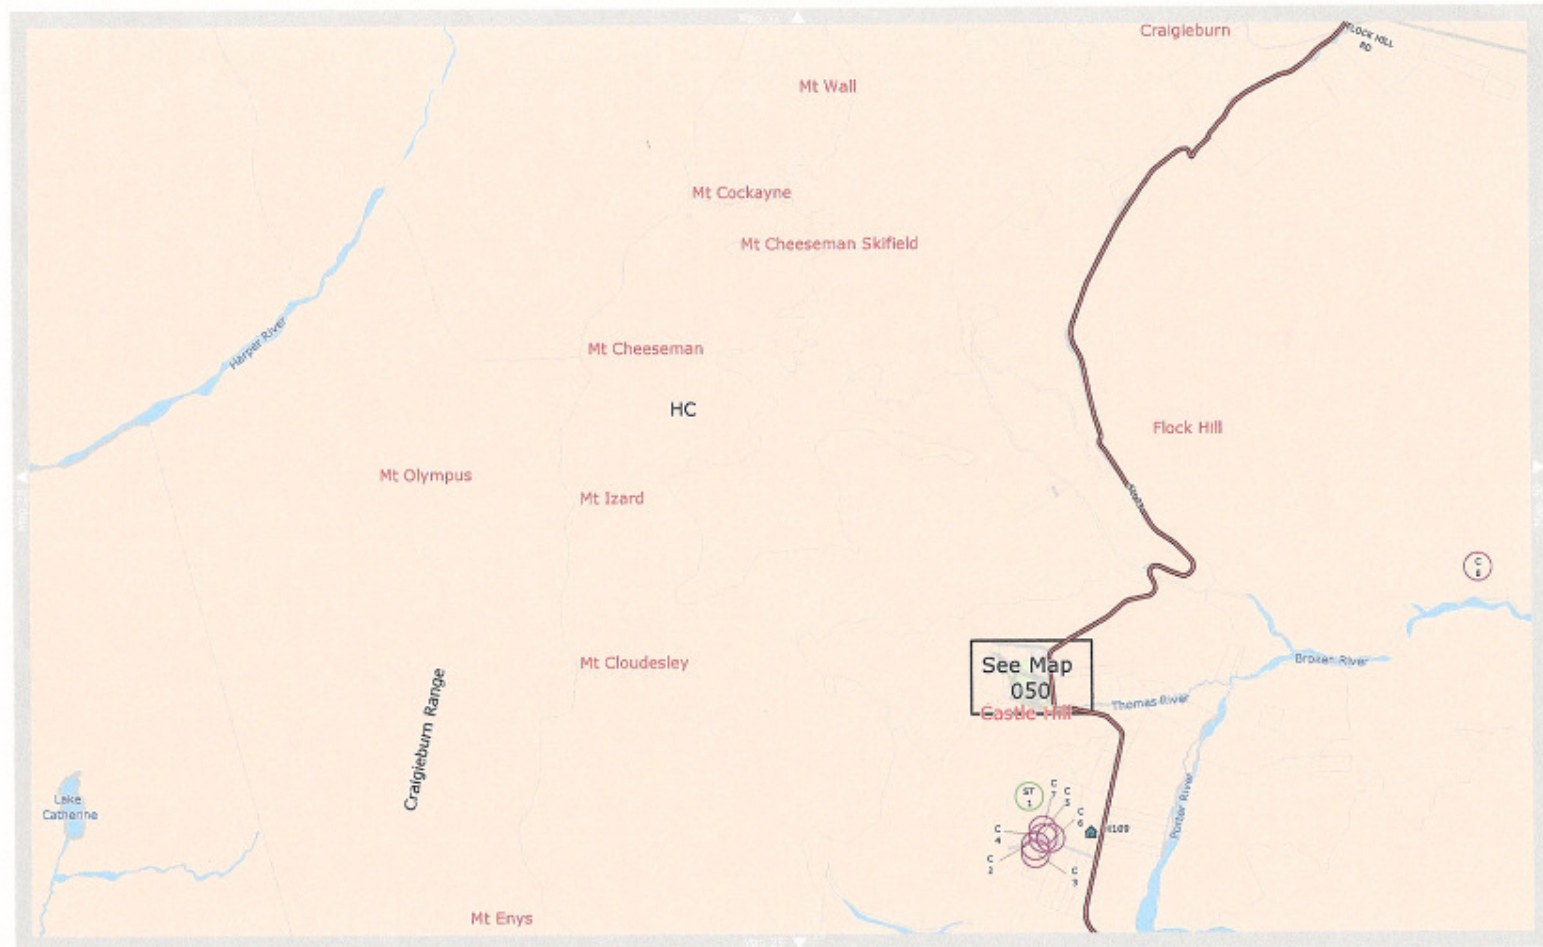 Craigieburn
FLOCK HILL
RD
Mt Wall
Mt Cockayne
Mt Cheeseman Skifield
Harper River
Mt Cheeseman
HC
Flock Hill
Mt Olympus
Mt Izard
C
8
Mt Cloudesley
See Map
050
Broken River
Thomas River
Castle Hill
Craigieburn Range
Lake
Catherine
ST
1
C
7
C
5
C
6
C
4
H109
Porter River
C
2
C
3
Mt Enys